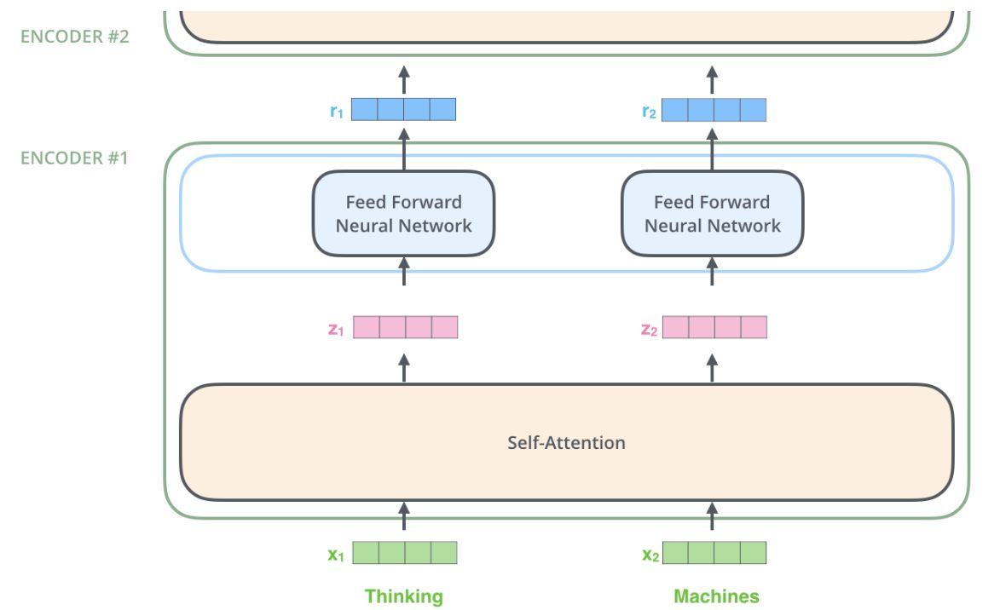 ENCODER #2
r₁
r₂
ENCODER #1
Feed Forward
Neural Network
Feed Forward
Neural Network
z₁
z₂
Self-Attention
x₁
x₂
Thinking
Machines